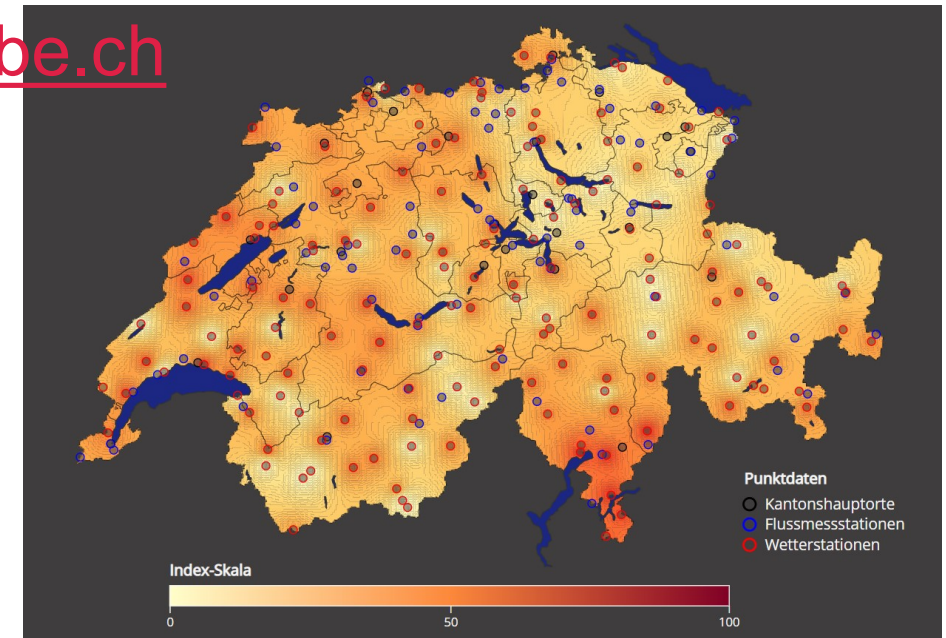 be.ch
Punktdaten
Kantonshauptorte
Flussmessstationen
Wetterstationen
Index-Skala
0
50
100